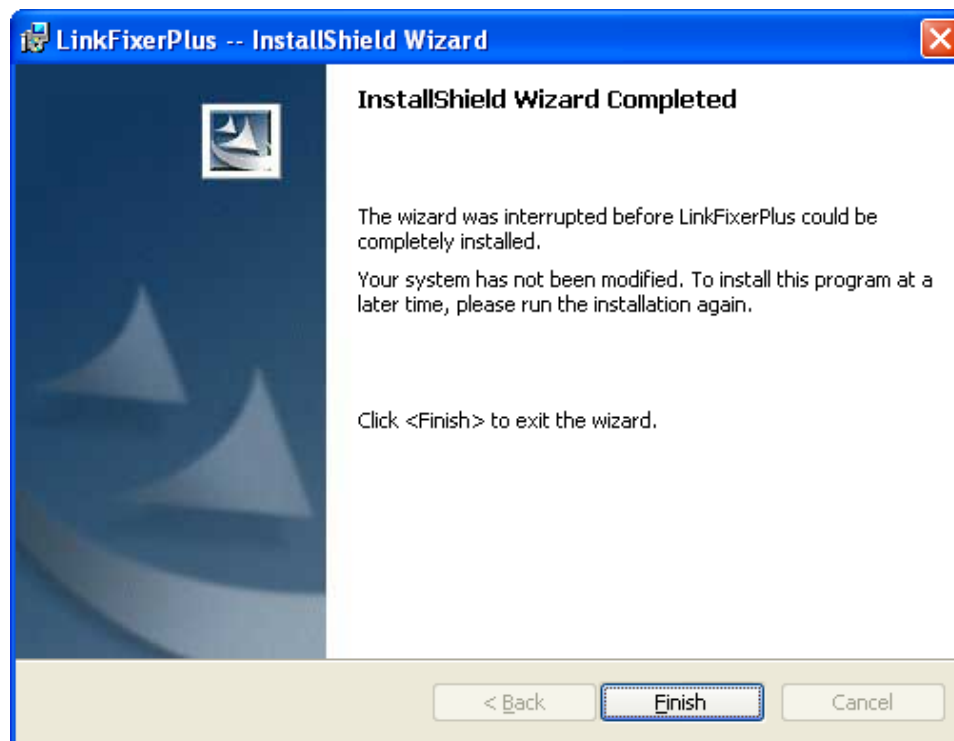 LinkFixerPlus -- InstallShield Wizard
InstallShield Wizard Completed
The wizard was interrupted before LinkFixerPlus could be
completely installed.
Your system has not been modified. To install this program at a
later time, please run the installation again.
Click <Finish> to exit the wizard.
< Back
Finish
Cancel